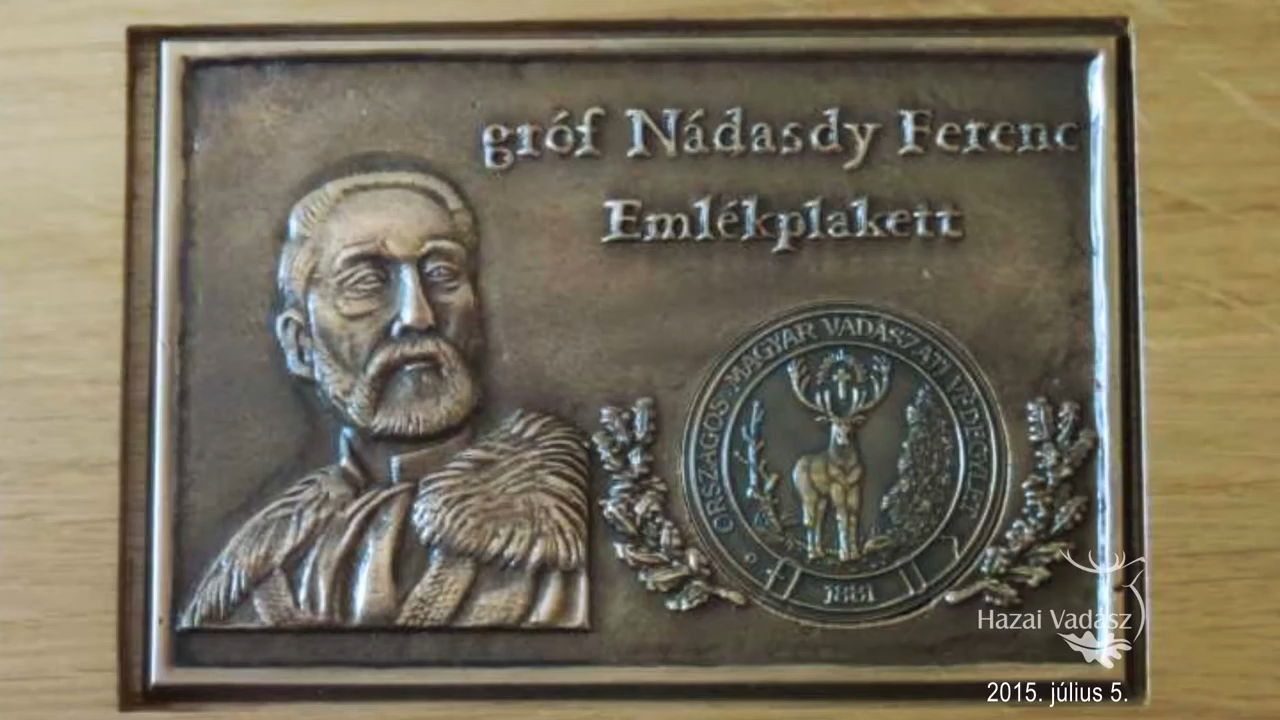 gróf Nádasdy Ferenc
Emlékplakett
ORSZÁGOS MAGYAR VADÁSZATI VÉDEGYLET
1881
Hazai Vadász
2015. július 5.